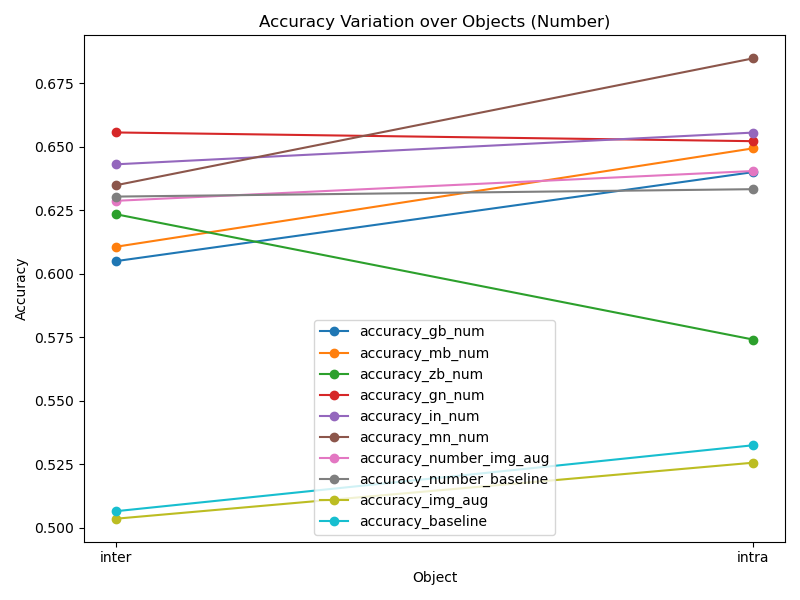 Accuracy Variation over Objects (Number)
Accuracy
0.675
0.650
0.625
0.600
0.575
0.550
0.525
0.500
accuracy_gb_num
accuracy_mb_num
accuracy_zb_num
accuracy_gn_num
accuracy_in_num
accuracy_mn_num
accuracy_number_img_aug
accuracy_number_baseline
accuracy_img_aug
accuracy_baseline
inter
intra
Object